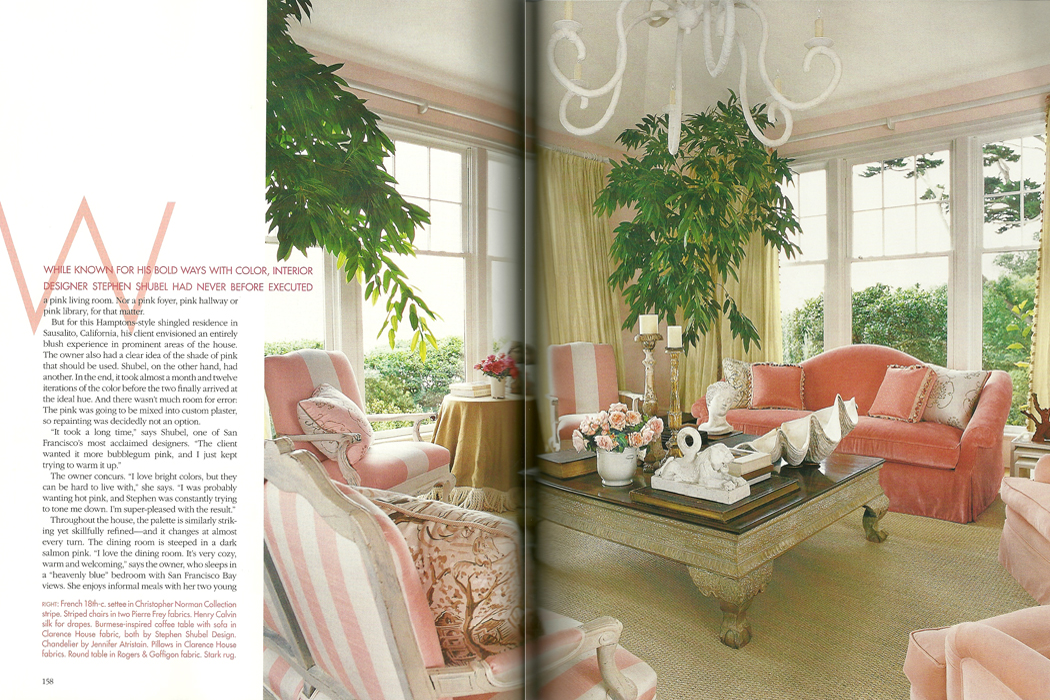 W
WHILE KNOWN FOR HIS BOLD WAYS WITH COLOR, INTERIOR
DESIGNER STEPHEN SHUBEL HAD NEVER BEFORE EXECUTED
a pink living room. Nor a pink foyer, pink hallway or
pink library, for that matter.
But for this Hamptons-style shingled residence in
Sausalito, California, his client envisioned an entirely
blush experience in prominent areas of the house.
The owner also had a clear idea of the shade of pink
that should be used. Shubel, on the other hand, had
another. In the end, it took almost a month and twelve
iterations of the color before the two finally arrived at
the ideal hue. And there wasn't much room for error:
The pink was going to be mixed into custom plaster,
so repainting was decidedly not an option.
"It took a long time," says Shubel, one of San
Francisco's most acclaimed designers. "The client
wanted it more bubblegum pink, and I just kept
trying to warm it up."
The owner concurs. "I love bright colors, but they
can be hard to live with," she says. "I was probably
wanting hot pink, and Stephen was constantly trying
to tone me down. I'm super-pleased with the result."
Throughout the house, the palette is similarly strik-
ing yet skillfully refined—and it changes at almost
every turn. The dining room is steeped in a dark
salmon pink. "I love the dining room. It's very cozy,
warm and welcoming," says the owner, who sleeps in
a "heavenly blue" bedroom with San Francisco Bay
views. She enjoys informal meals with her two young
RIGHT: French 18th-c. settee in Christopher Norman Collection
stripe. Striped chairs in two Pierre Frey fabrics. Henry Calvin
silk for drapes. Burmese-inspired coffee table with sofa in
Clarence House fabric, both by Stephen Shubel Design.
Chandelier by Jennifer Atristain. Pillows in Clarence House
fabrics. Round table in Rogers & Goffigon fabric. Stark rug.
158